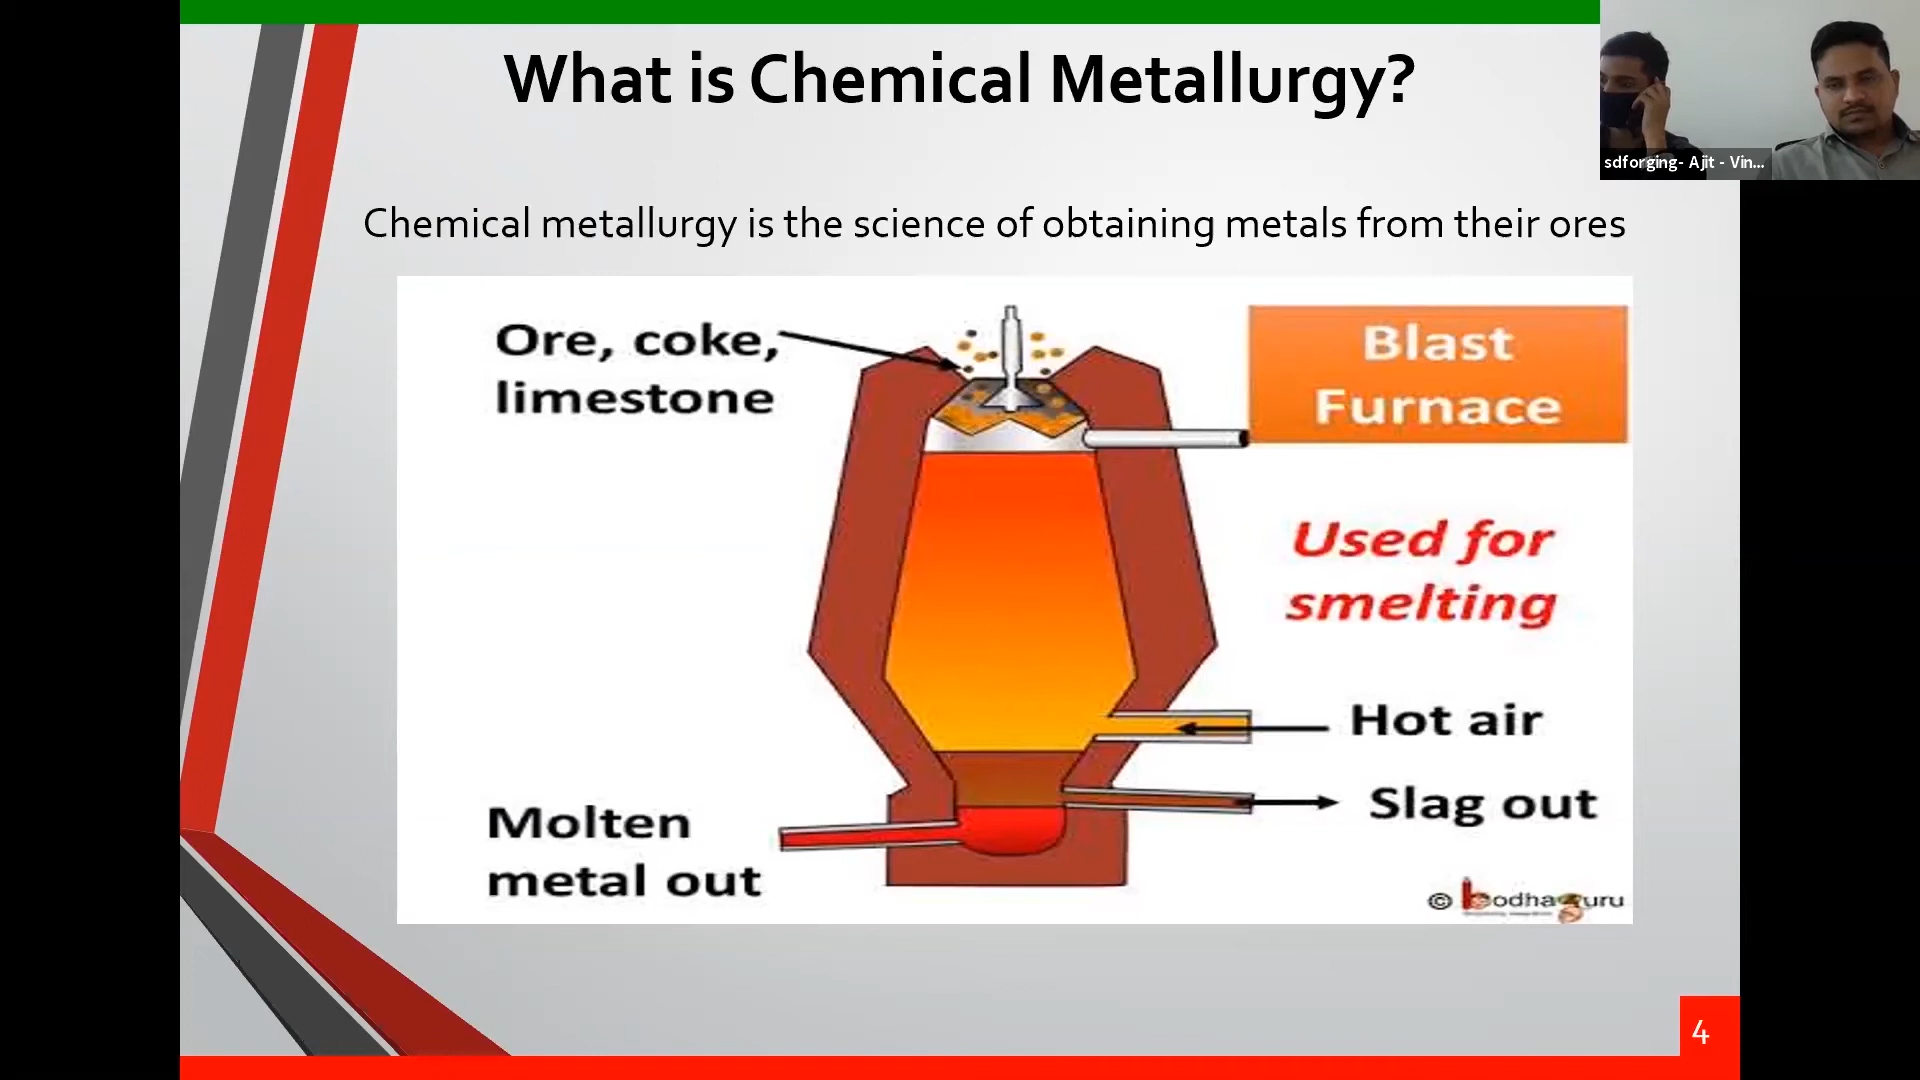 What is Chemical Metallurgy?
sdforging- Ajit - Vin...
Chemical metallurgy is the science of obtaining metals from their ores
Ore, coke,
limestone
Blast
Furnace
Used for
smelting
Hot air
Slag out
Molten
metal out
© bodhaguru
4